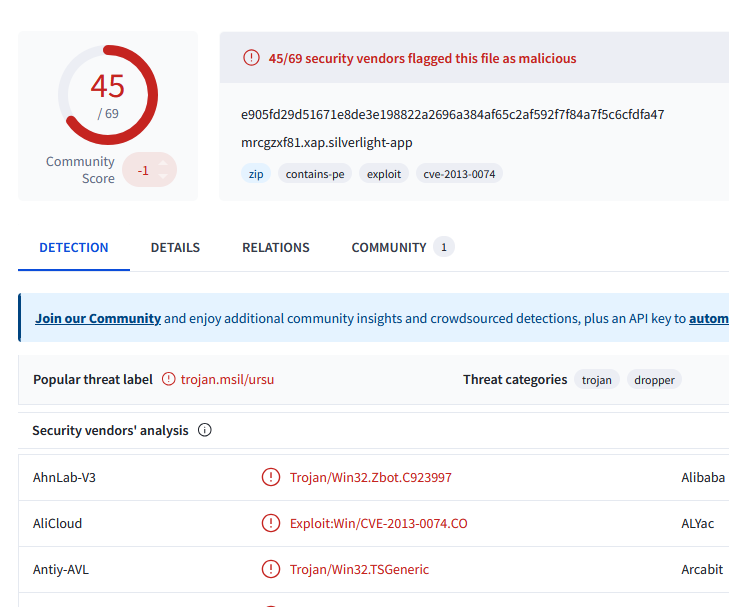 45
/ 69
Community
Score
-1
45/69 security vendors flagged this file as malicious
e905fd29d51671e8de3e198822a2696a384af65c2af592f7f84a7f5c6cfdfa47
mrcgzxf81.xap.silverlight-app
zip contains-pe exploit cve-2013-0074
DETECTION DETAILS RELATIONS COMMUNITY 1
Join our Community and enjoy additional community insights and crowdsourced detections, plus an API key to autom
Popular threat label trojan.msil/ursu Threat categories trojan dropper
Security vendors' analysis
AhnLab-V3 Trojan/Win32.Zbot.C923997 Alibaba
AliCloud Exploit:Win/CVE-2013-0074.CO ALYac
Antiy-AVL Trojan/Win32.TSGeneric Arcabit